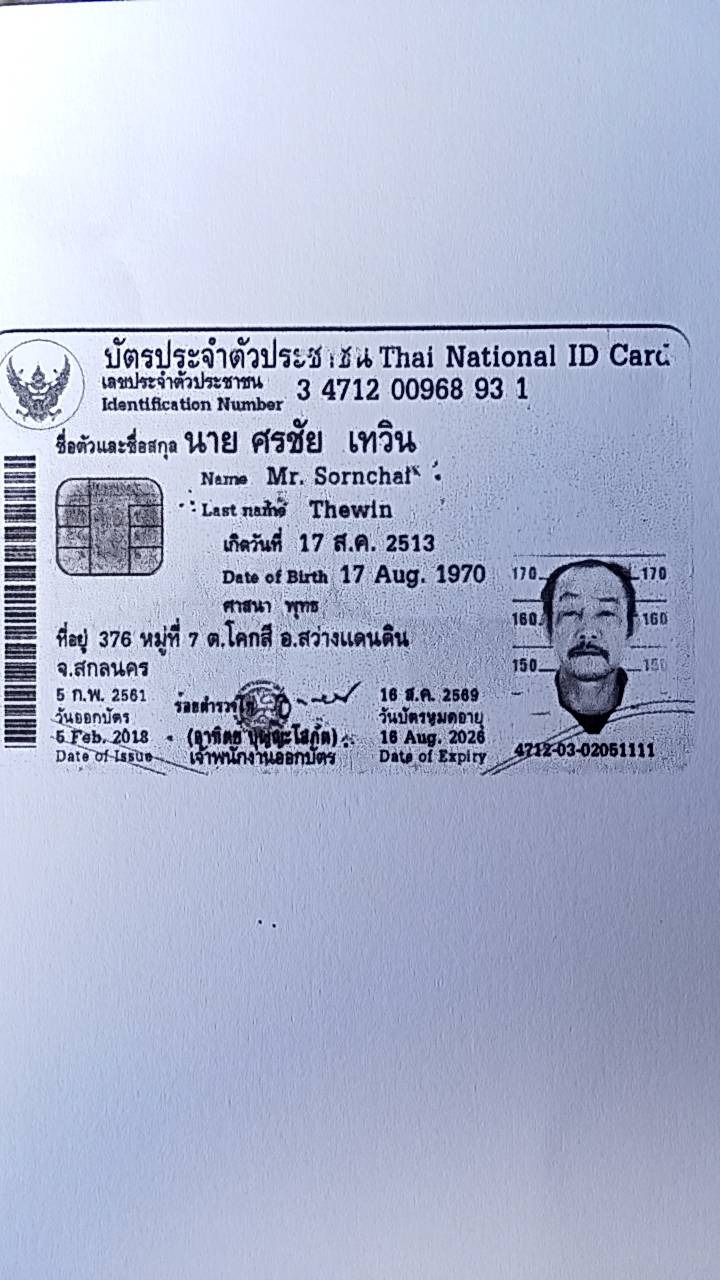 บัตรประจำตัวประชาชน Thai National ID Card
เลขประจำตัวประชาชน
Identification Number 3 4712 00968 93 1
ชื่อตัวและชื่อสกุล นาย ศรชัย เทวิน
Name Mr. Sornchai
Last name Thewin
เกิดวันที่ 17 ส.ค. 2513
Date of Birth 17 Aug. 1970
ศาสนา พุทธ
ที่อยู่ 376 หมู่ที่ 7 ต.โคกสี อ.สว่างแดนดิน
จ.สกลนคร
5 ก.พ. 2561
วันออกบัตร
5 Feb. 2018
Date of Issue
ร้อยตำรวจโท
เจ้าพนักงานออกบัตร
16 ส.ค. 2569
วันบัตรหมดอายุ
16 Aug. 2026
Date of Expiry
170 170
160 160
150 150
4712-03-02051111